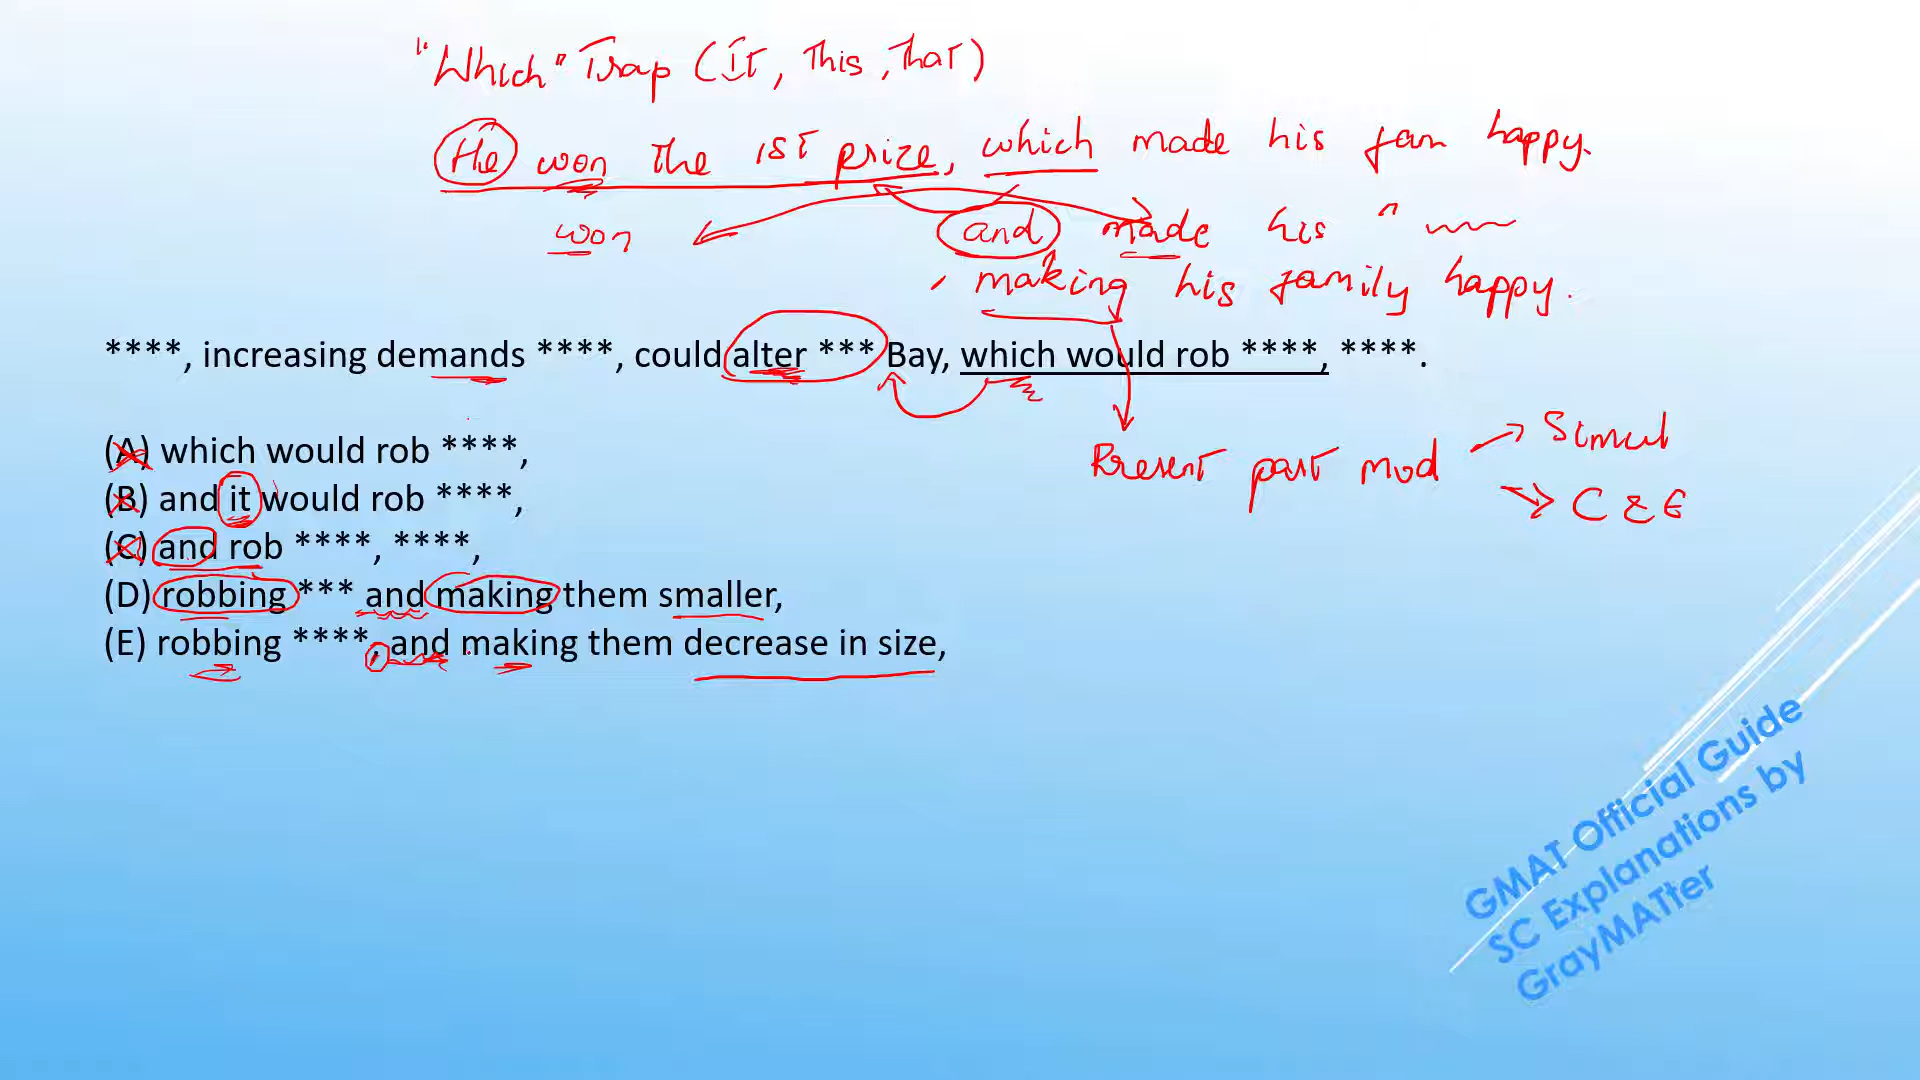 "Which" Trap (It, This, That)
He won the 1ST prize, which made his fam happy.
won and made his " 
, making his family happy.
****, increasing demands ****, could alter *** Bay, which would rob ****, ****.
(A) which would rob ****,
(B) and it would rob ****,
(C) and rob ****, ****,
(D) robbing *** and making them smaller,
(E) robbing ****, and making them decrease in size,
Present part mod
Simul
C & E
GMAT Official Guide
SC Explanations by
GrayMATter